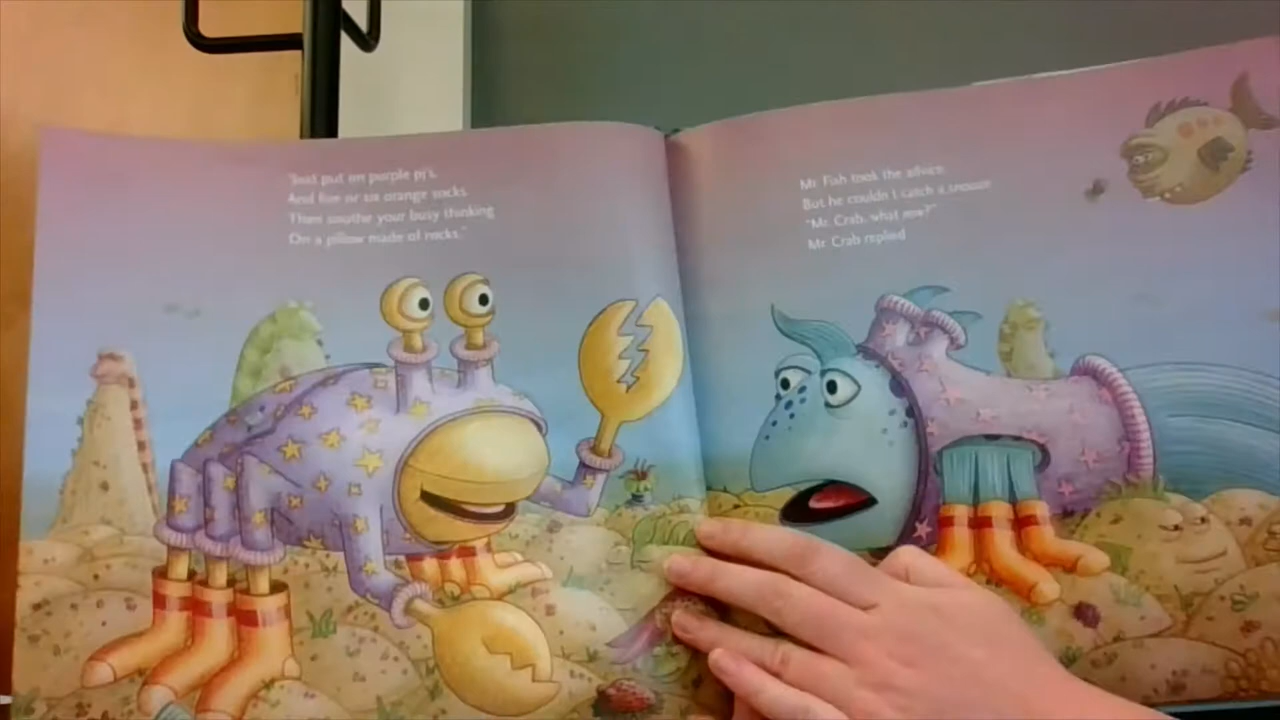 "Just put on purple pj's,
And five or six orange socks.
Then soothe your busy thinking
On a pillow made of rocks."
Mr. Fish took the advice.
But he couldn't catch a snooze.
"Mr. Crab, what now?"
Mr. Crab replied